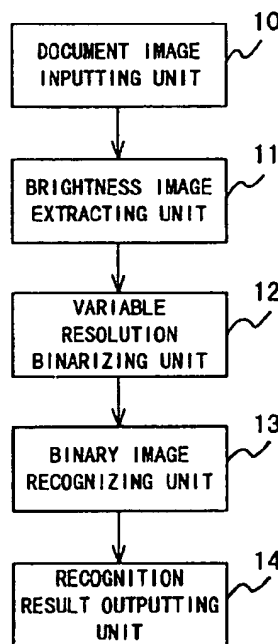 10
DOCUMENT IMAGE
INPUTTING UNIT
11
BRIGHTNESS IMAGE
EXTRACTING UNIT
12
VARIABLE
RESOLUTION
BINARIZING UNIT
13
BINARY IMAGE
RECOGNIZING UNIT
14
RECOGNITION
RESULT OUTPUTTING
UNIT